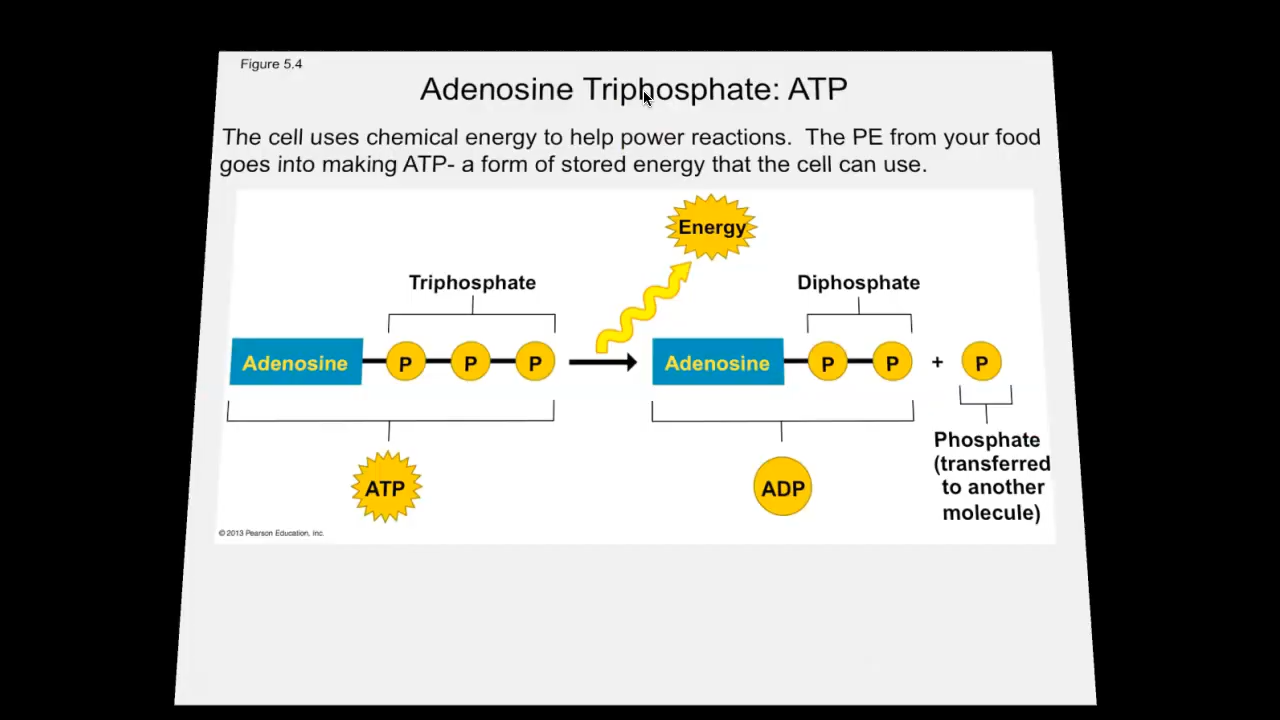 Figure 5.4
Adenosine Triphosphate: ATP
The cell uses chemical energy to help power reactions.  The PE from your food
goes into making ATP- a form of stored energy that the cell can use.
Energy
Triphosphate
Diphosphate
Adenosine P P P
Adenosine P P + P
Phosphate
(transferred
to another
molecule)
ATP
ADP
© 2013 Pearson Education, Inc.